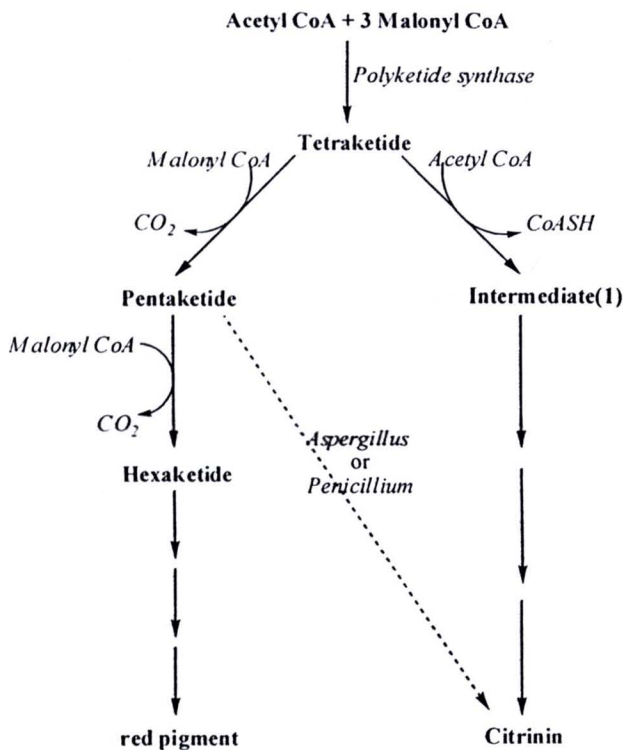 Acetyl CoA + 3 Malonyl CoA
Polyketide synthase
Tetraketide
Malonyl CoA
Acetyl CoA
CO2
CoASH
Pentaketide
Intermediate(1)
Malonyl CoA
CO2
Aspergillus
or
Penicillium
Hexaketide
red pigment
Citrinin